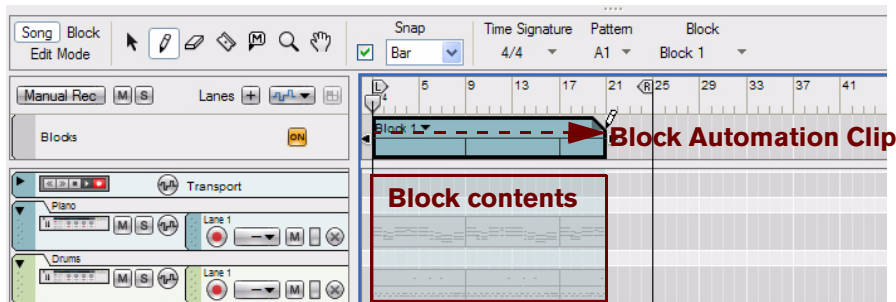 Song Block
Edit Mode
M
Snap
Bar
Time Signature
4/4
Pattern
A1
Block
Block 1
Manual Rec M S Lanes
L 5 9 13 17 21 R 25 29 33 37 41
4
Blocks ON
Block 1
Block Automation Clip
Transport
Block contents
Piano
M S
Lane 1
M
Drums
M S
Lane 1
M